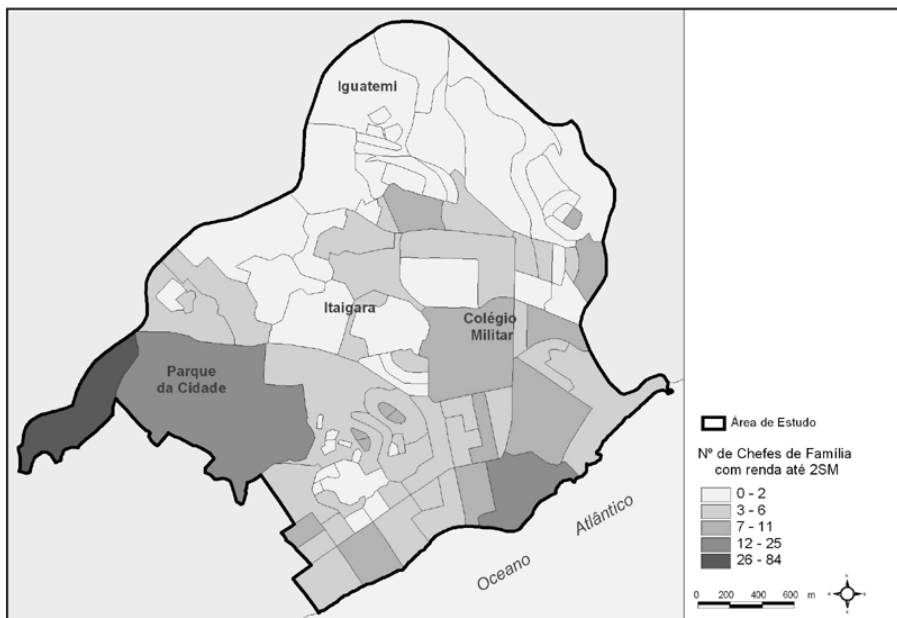 Iguatemi
Itaigara
Colégio
Militar
Parque
da Cidade
Oceano Atlântico
Área de Estudo
Nº de Chefes de Família
com renda até 2SM
0 - 2
3 - 6
7 - 11
12 - 25
26 - 84
0 200 400 600 m